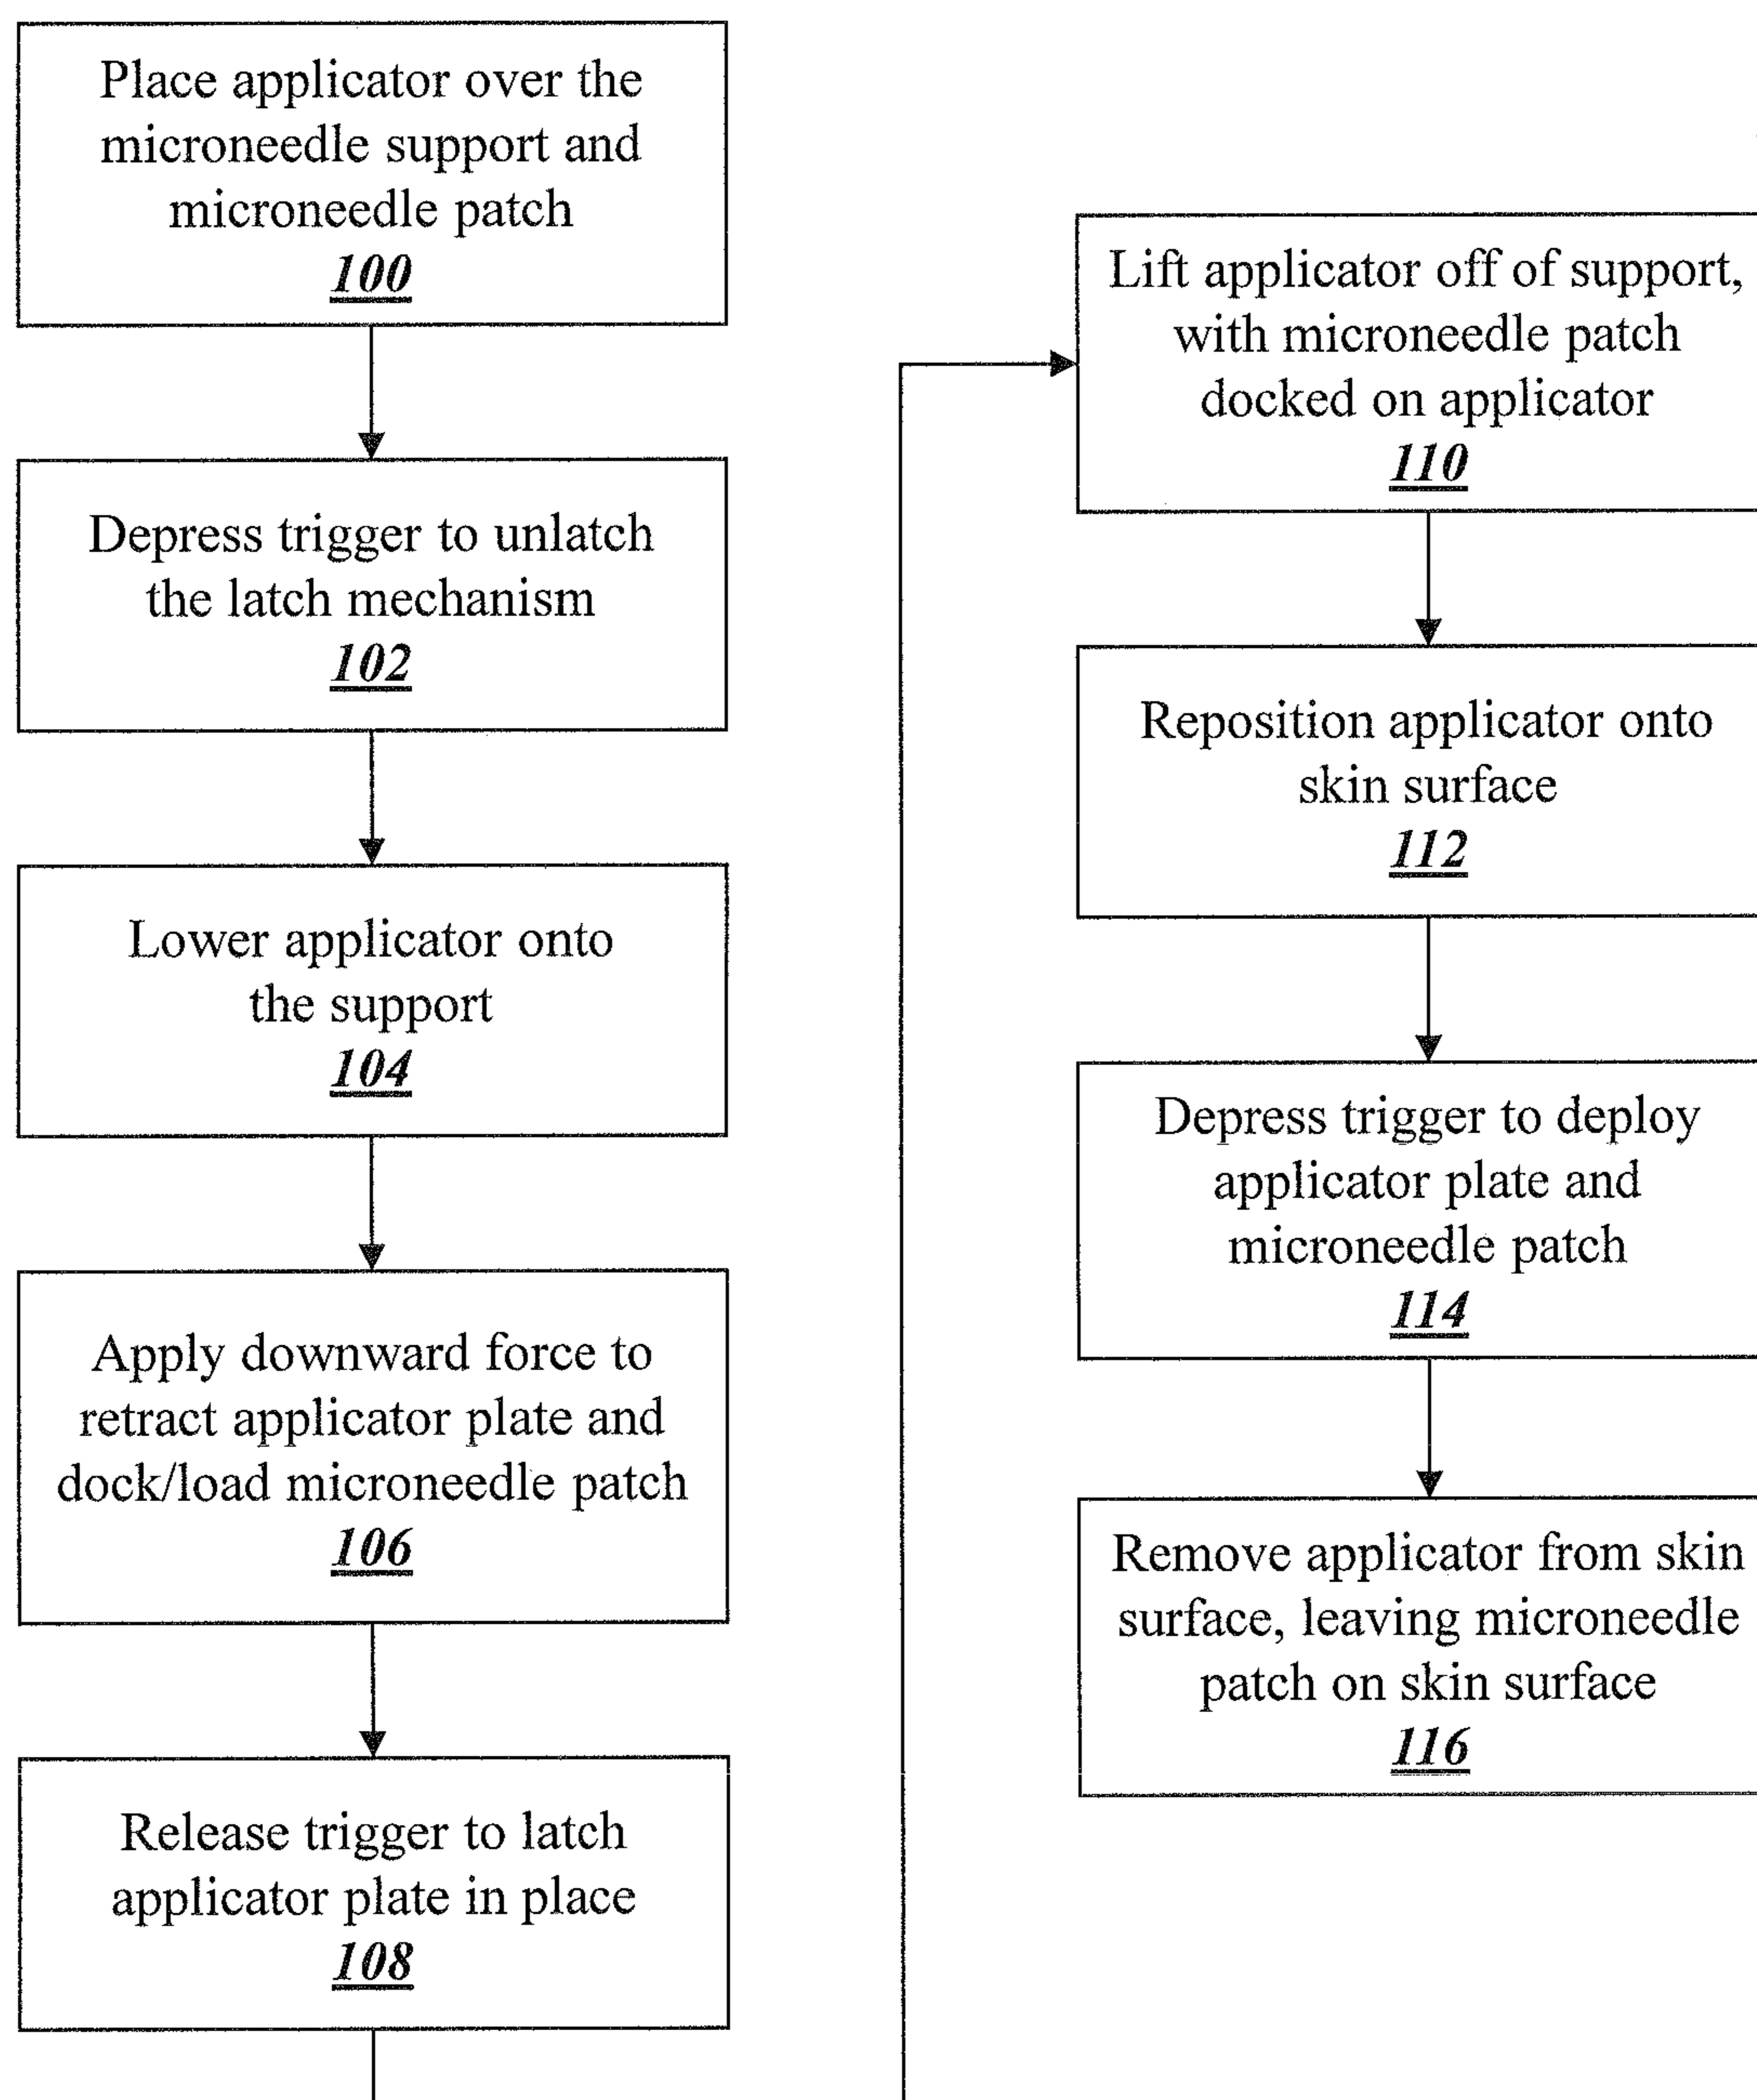 Place applicator over the
microneedle support and
microneedle patch
100
Depress trigger to unlatch
the latch mechanism
102
Lower applicator onto
the support
104
Apply downward force to
retract applicator plate and
dock/load microneedle patch
106
Release trigger to latch
applicator plate in place
108
Lift applicator off of support,
with microneedle patch
docked on applicator
110
Reposition applicator onto
skin surface
112
Depress trigger to deploy
applicator plate and
microneedle patch
114
Remove applicator from skin
surface, leaving microneedle
patch on skin surface
116